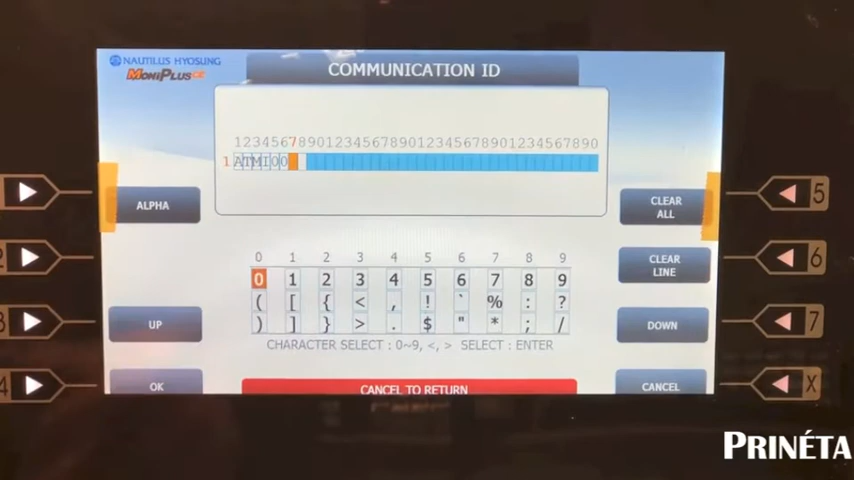 NAUTILUS HYOSUNG
MONiPLUSCE
COMMUNICATION ID
1234567890123456789012345678901234567890
1 ATMI00
ALPHA
CLEAR ALL
5
0 1 2 3 4 5 6 7 8 9
0 1 2 3 4 5 6 7 8 9
CLEAR LINE
6
( [ { < , ! ` % : ?
) ] } > . $ " * ; /
UP
DOWN
7
CHARACTER SELECT : 0~9, <, > SELECT : ENTER
4
OK
CANCEL TO RETURN
CANCEL
X
PRINÉTA